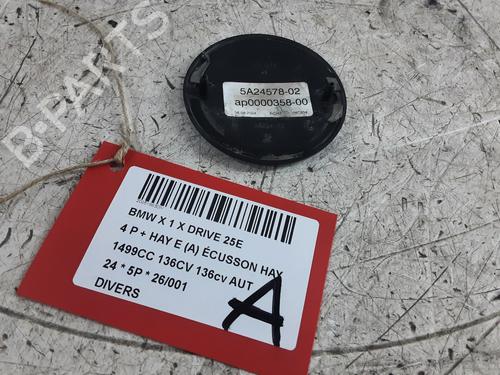 B-PARTS
5A24578-02
ap0000358-00
BMW X 1 X DRIVE 25E
4 P + HAY E (A) ÉCUSSON HAY
1499CC 136CV 136cv AUT
24 * 5P * 26/001
DIVERS
A